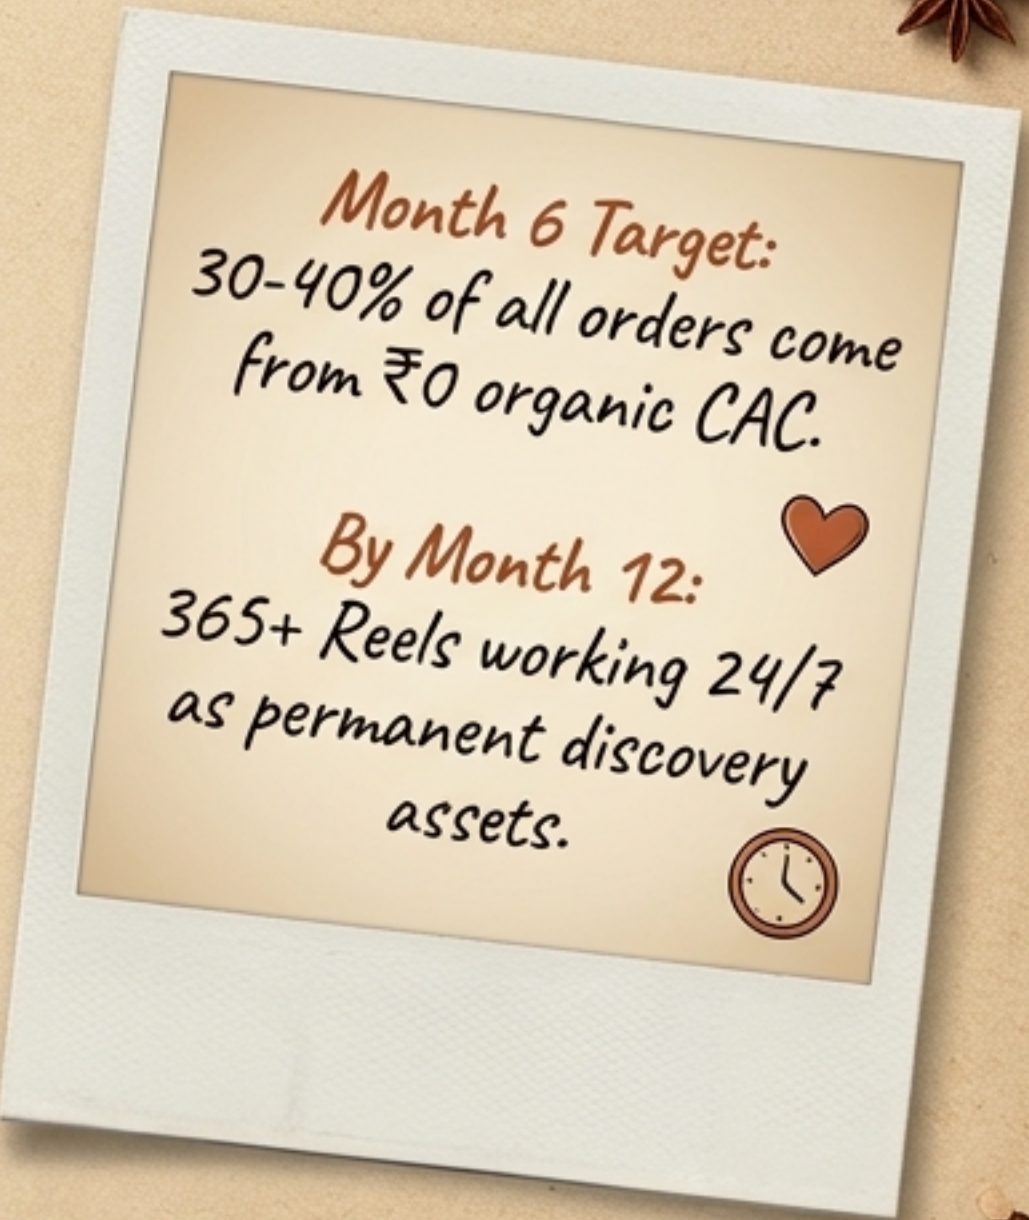 Month 6 Target:
30-40% of all orders come
from ₹0 organic CAC.
By Month 12:
365+ Reels working 24/7
as permanent discovery
assets.